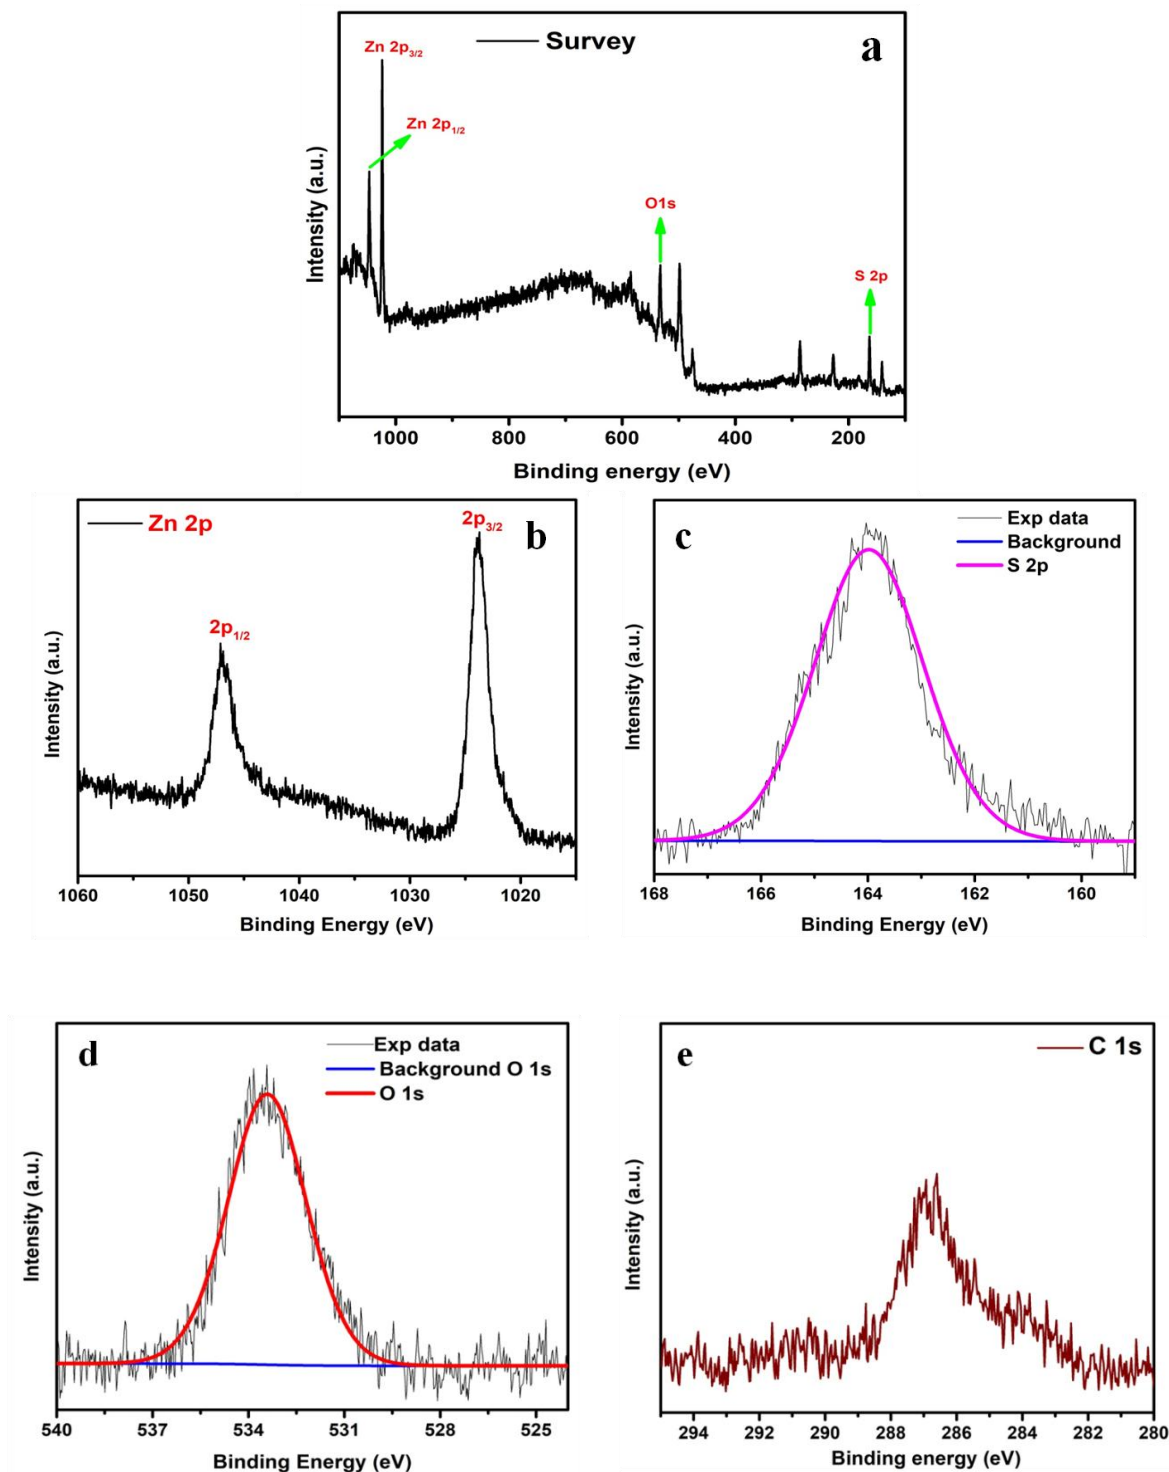 Survey
a
Zn 2p3/2
Zn 2p1/2
O1s
S 2p
Intensity (a.u.)
1000 800 600 400 200
Binding energy (eV)
Zn 2p
b
2p3/2
2p1/2
Intensity (a.u.)
1060 1050 1040 1030 1020
Binding Energy (eV)
c
Exp data
Background
S 2p
Intensity (a.u.)
168 166 164 162 160
Binding Energy (eV)
d
Exp data
Background O 1s
O 1s
Intensity (a.u.)
540 537 534 531 528 525
Binding Energy (eV)
e
C 1s
Intensity (a.u.)
294 292 290 288 286 284 282 280
Binding energy (eV)